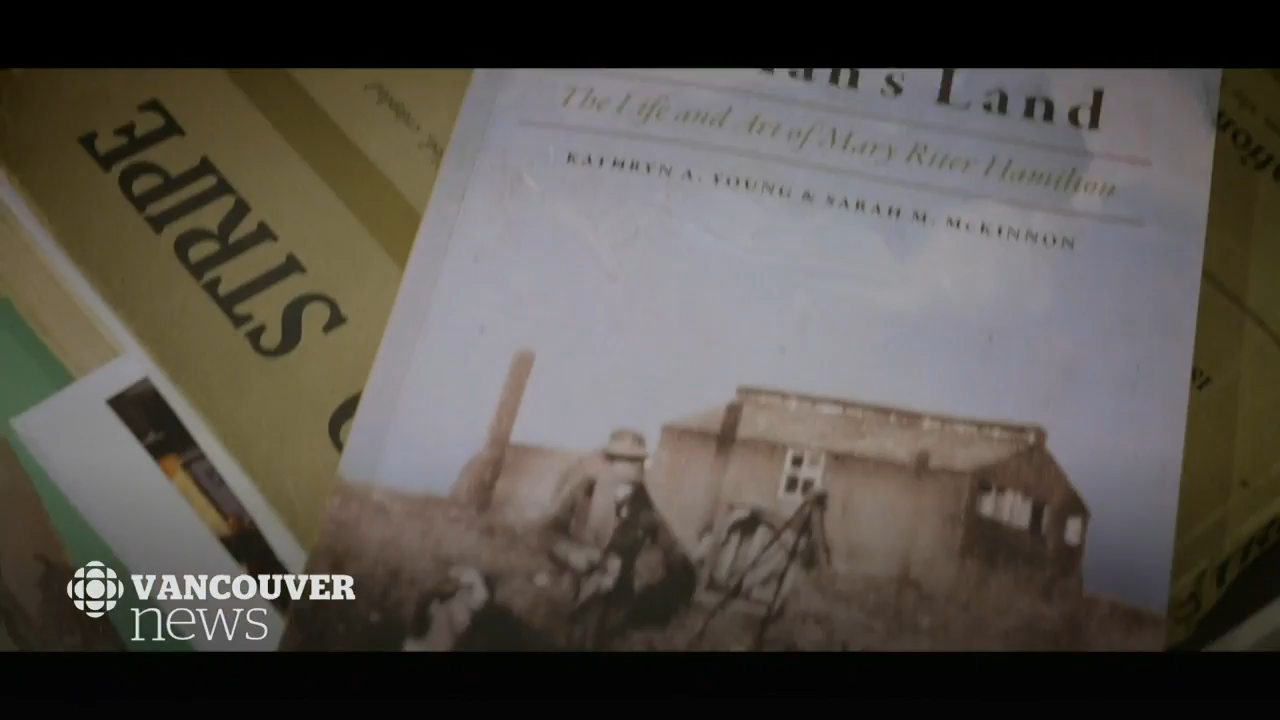 Land
The Life and Art of Mary Riter Hamilton
KATHRYN A. YOUNG & SARAH M. McKINNON
STRIPE
VANCOUVER
news